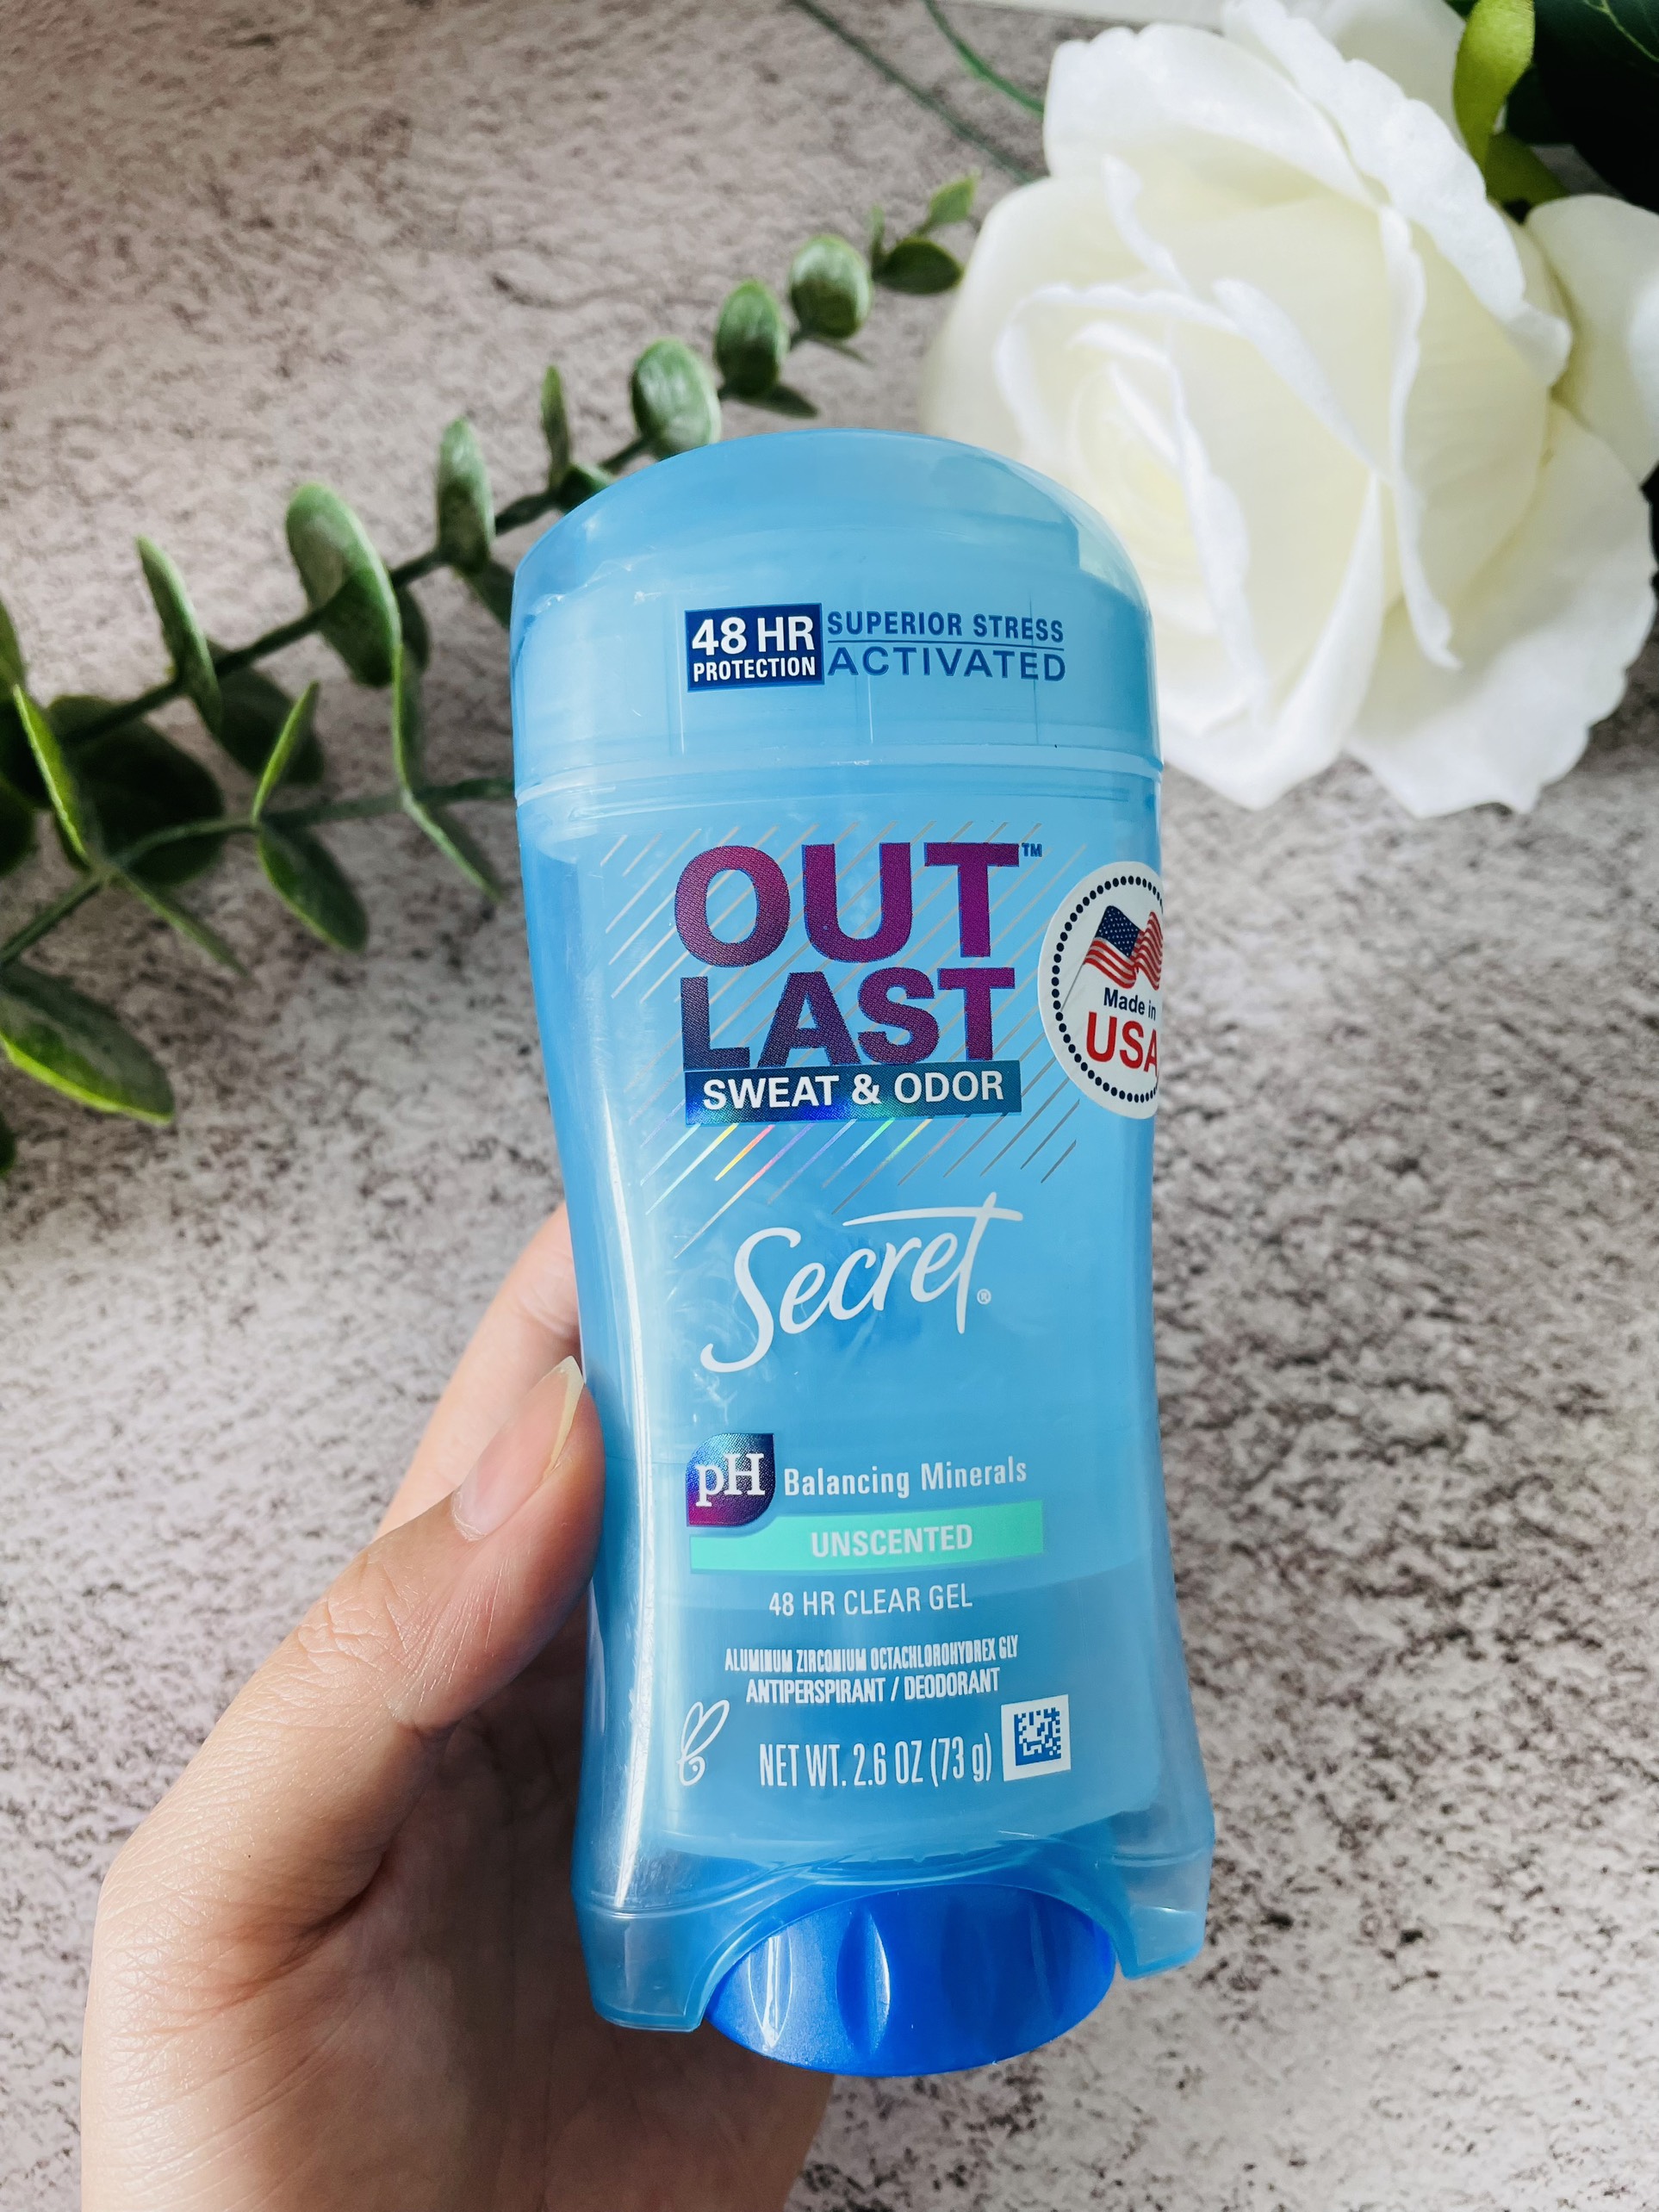 48 HR
PROTECTION
SUPERIOR STRESS
ACTIVATED
OUT™
LAST
SWEAT & ODOR
Made in
USA
Secret®
pH Balancing Minerals
UNSCENTED
48 HR CLEAR GEL
ALUMINUM ZIRCONIUM OCTACHLOROHYDREX GLY
ANTIPERSPIRANT / DEODORANT
NET WT. 2.6 OZ (73 g)